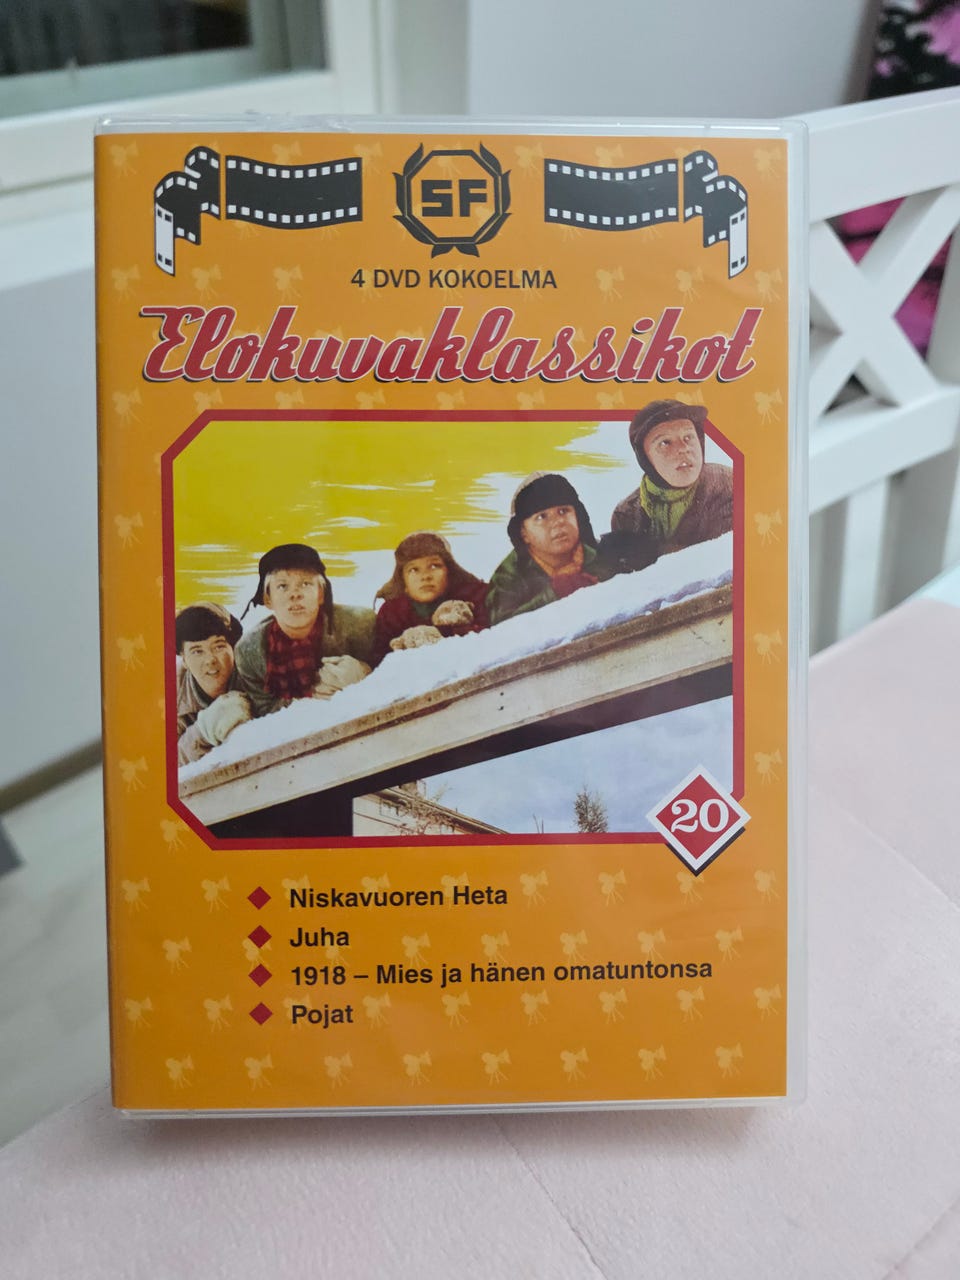 SF
4 DVD KOKOELMA
Elokuvaklassikot
20
Niskavuoren Heta
Juha
1918 – Mies ja hänen omatuntonsa
Pojat